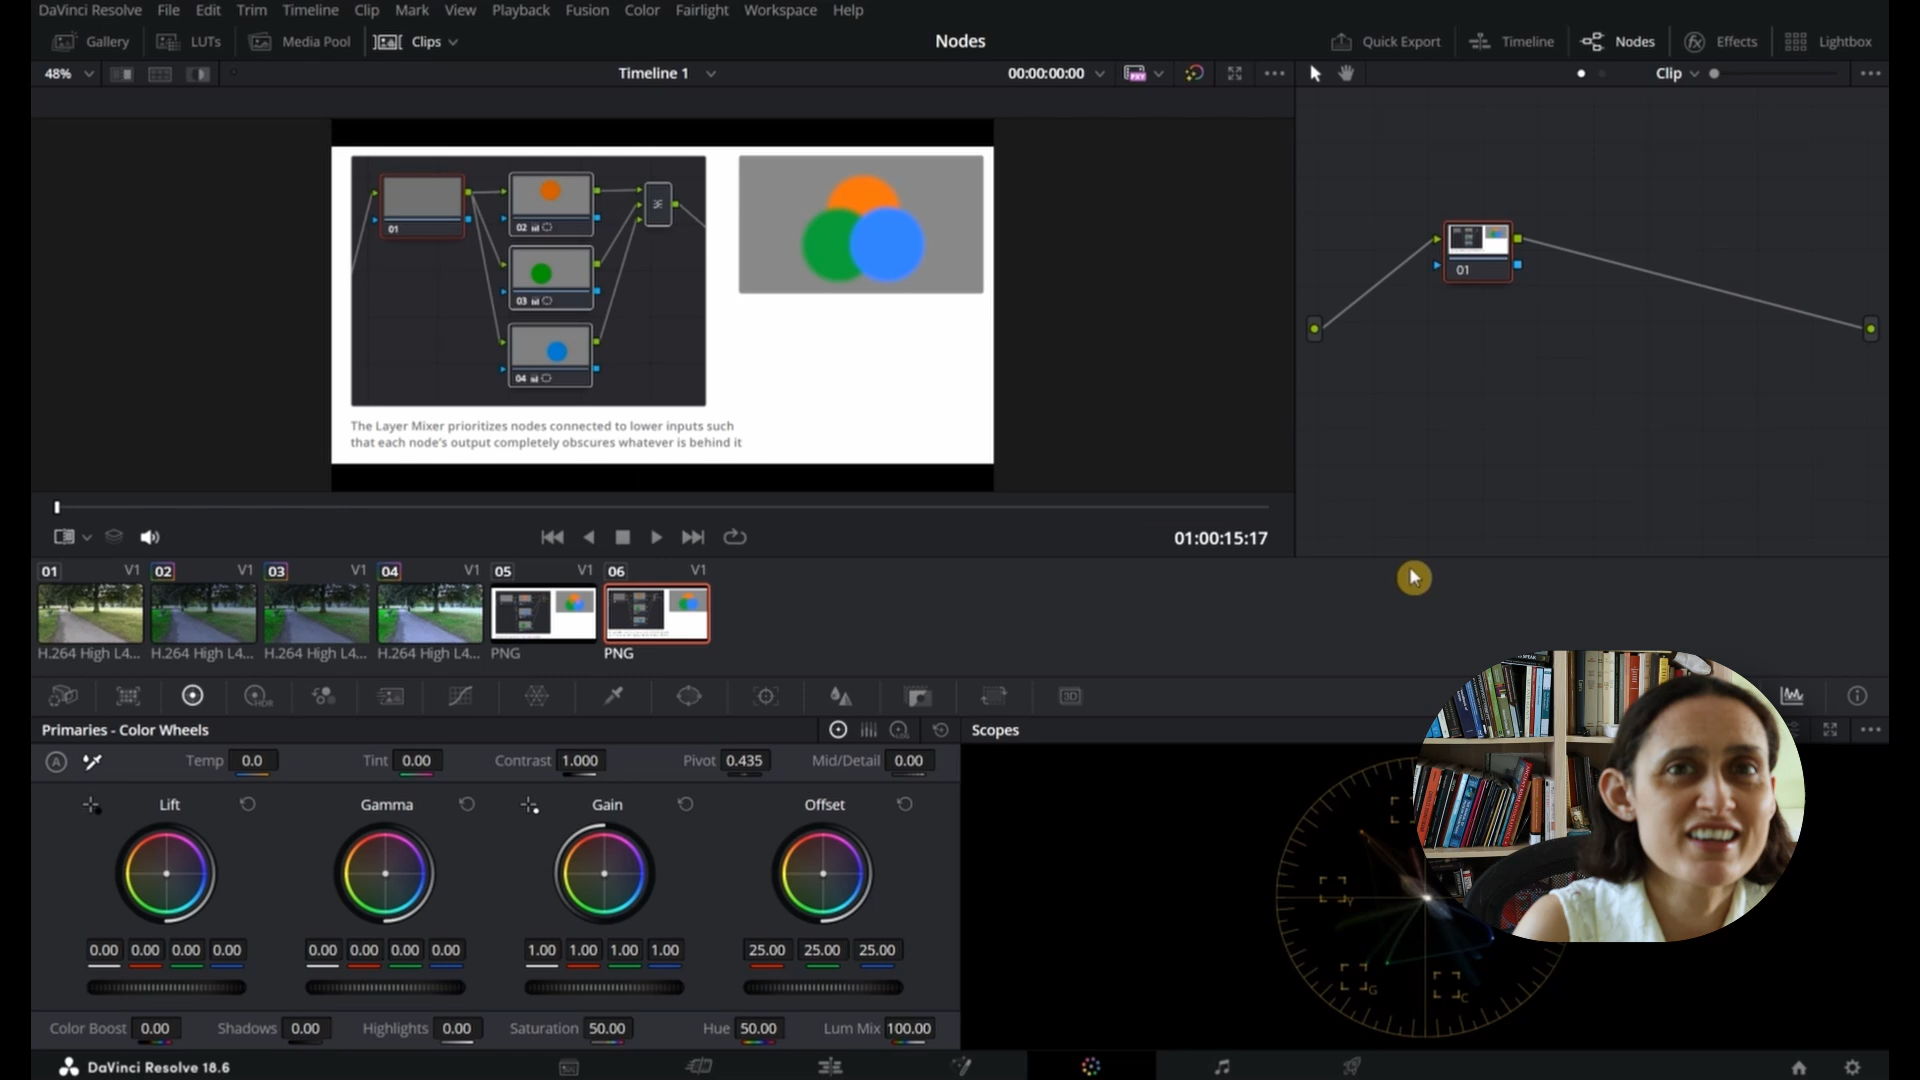 DaVinci Resolve File Edit Trim Timeline Clip Mark View Playback Fusion Color Fairlight Workspace Help
Gallery LUTs Media Pool Clips Nodes Quick Export Timeline Nodes Effects Lightbox
48% Timeline 1 00:00:00:00 Clip
01
02
03
04
The Layer Mixer prioritizes nodes connected to lower inputs such
that each node's output completely obscures whatever is behind it
01
01:00:15:17
01 V1 02 V1 03 V1 04 V1 05 V1 06 V1
H.264 High L4... H.264 High L4... H.264 High L4... H.264 High L4... PNG PNG
HDR 3D
Primaries - Color Wheels LOG Scopes
A Temp 0.0 Tint 0.00 Contrast 1.000 Pivot 0.435 Mid/Detail 0.00
Lift Gamma Gain Offset
0.00 0.00 0.00 0.00 0.00 0.00 0.00 0.00 1.00 1.00 1.00 1.00 25.00 25.00 25.00
Y
G C
Color Boost 0.00 Shadows 0.00 Highlights 0.00 Saturation 50.00 Hue 50.00 Lum Mix 100.00
DaVinci Resolve 18.6